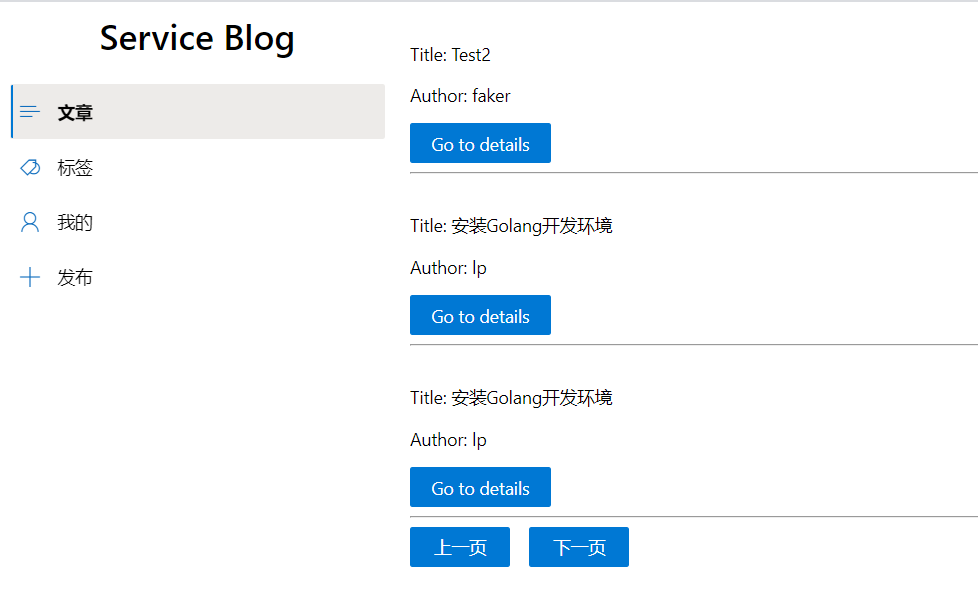 Service Blog
文章
标签
我的
发布
Title: Test2
Author: faker
Go to details
Title: 安装Golang开发环境
Author: lp
Go to details
Title: 安装Golang开发环境
Author: lp
Go to details
上一页
下一页